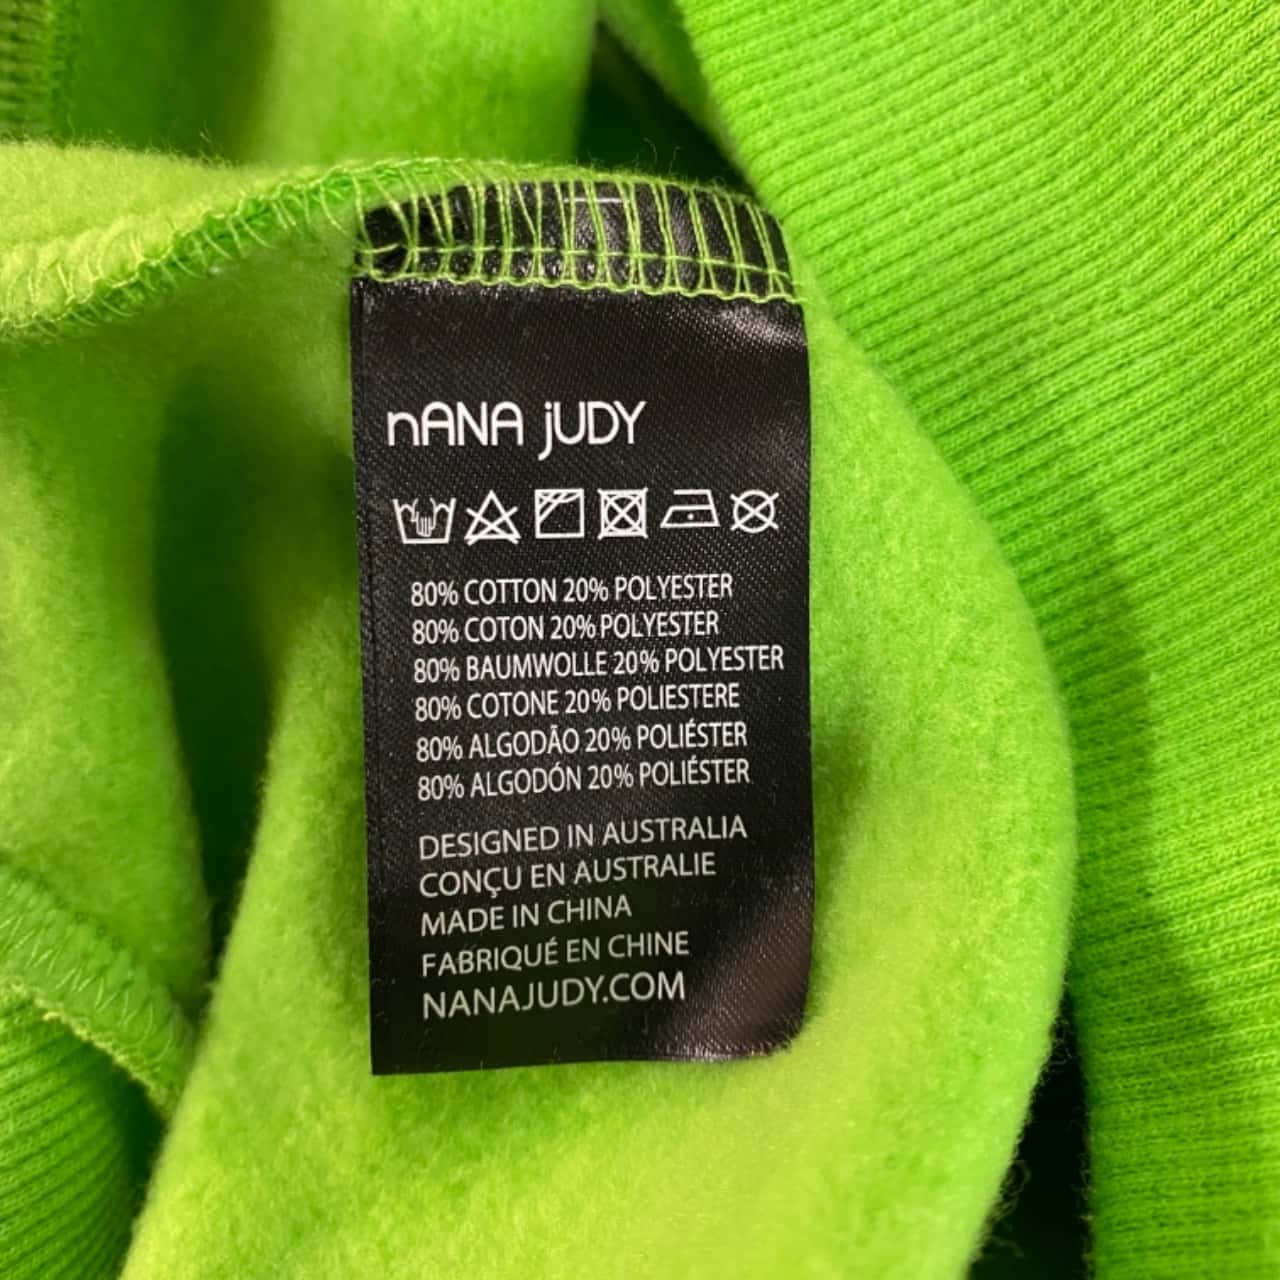 nANA jUDY
80% COTTON 20% POLYESTER
80% COTON 20% POLYESTER
80% BAUMWOLLE 20% POLYESTER
80% COTONE 20% POLIESTERE
80% ALGODÃO 20% POLIÉSTER
80% ALGODÓN 20% POLIÉSTER
DESIGNED IN AUSTRALIA
CONÇU EN AUSTRALIE
MADE IN CHINA
FABRIQUÉ EN CHINE
NANAJUDY.COM